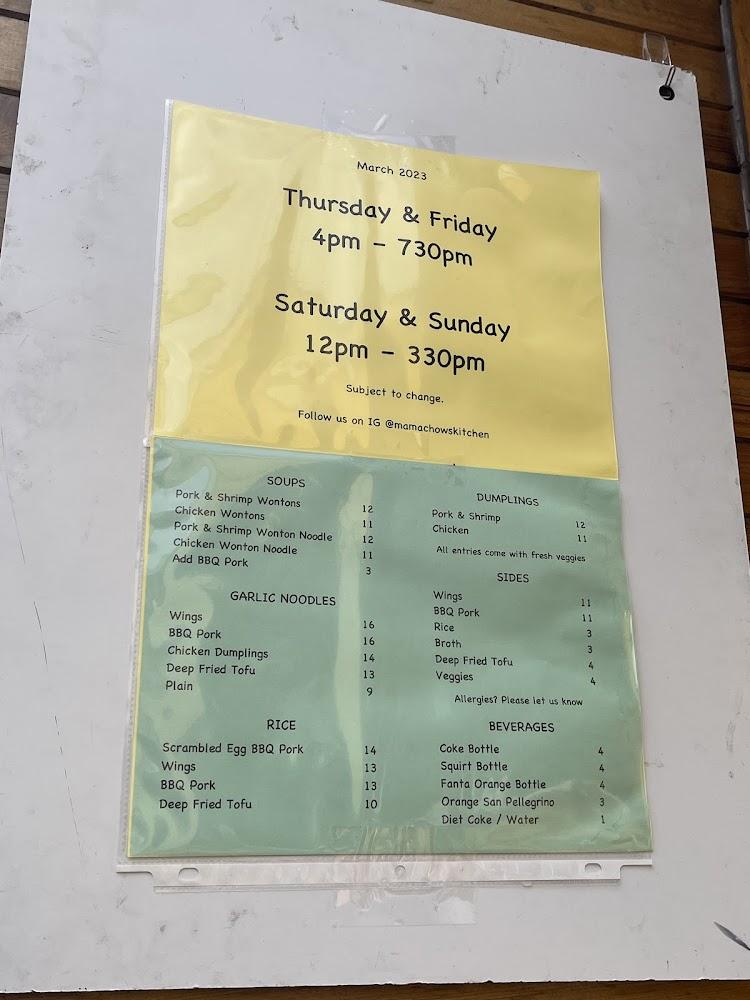 March 2023
Thursday & Friday
4pm - 730pm
Saturday & Sunday
12pm - 330pm
Subject to change.
Follow us on IG @mamachowskitchen
SOUPS
Pork & Shrimp Wontons 12
Chicken Wontons 11
Pork & Shrimp Wonton Noodle 12
Chicken Wonton Noodle 11
Add BBQ Pork 3
GARLIC NOODLES
Wings 16
BBQ Pork 16
Chicken Dumplings 14
Deep Fried Tofu 13
Plain 9
RICE
Scrambled Egg BBQ Pork 14
Wings 13
BBQ Pork 13
Deep Fried Tofu 10
DUMPLINGS
Pork & Shrimp 12
Chicken 11
All entries come with fresh veggies
SIDES
Wings 11
BBQ Pork 11
Rice 3
Broth 3
Deep Fried Tofu 4
Veggies 4
Allergies? Please let us know
BEVERAGES
Coke Bottle 4
Squirt Bottle 4
Fanta Orange Bottle 4
Orange San Pellegrino 3
Diet Coke / Water 1